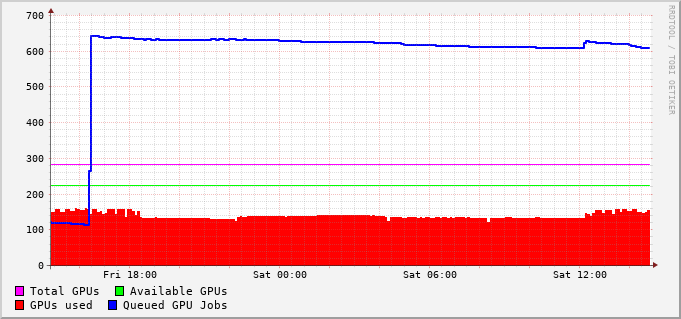 700
600
500
400
300
200
100
0
Fri 18:00 Sat 00:00 Sat 06:00 Sat 12:00
Total GPUs Available GPUs
GPUs used Queued GPU Jobs
RRDTOOL / TOBI OETIKER